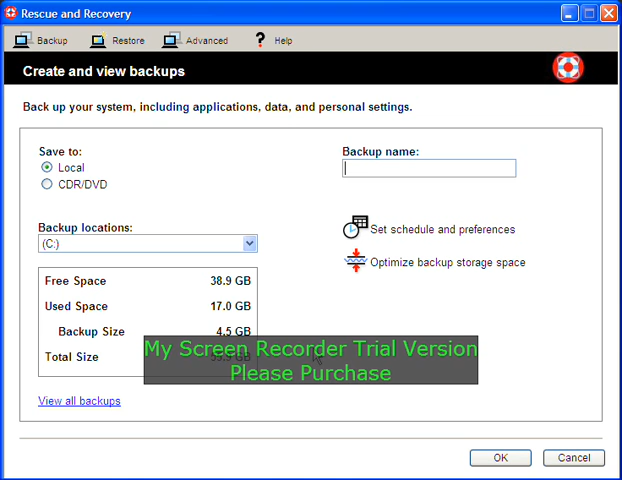 Rescue and Recovery
Backup Restore Advanced ? Help
Create and view backups
Back up your system, including applications, data, and personal settings.
Save to:
Local
CDR/DVD
Backup name:
Backup locations:
(C:)
Set schedule and preferences
Optimize backup storage space
Free Space 38.9 GB
Used Space 17.0 GB
Backup Size 4.5 GB
Total Size
My Screen Recorder Trial Version
Please Purchase
View all backups
OK Cancel